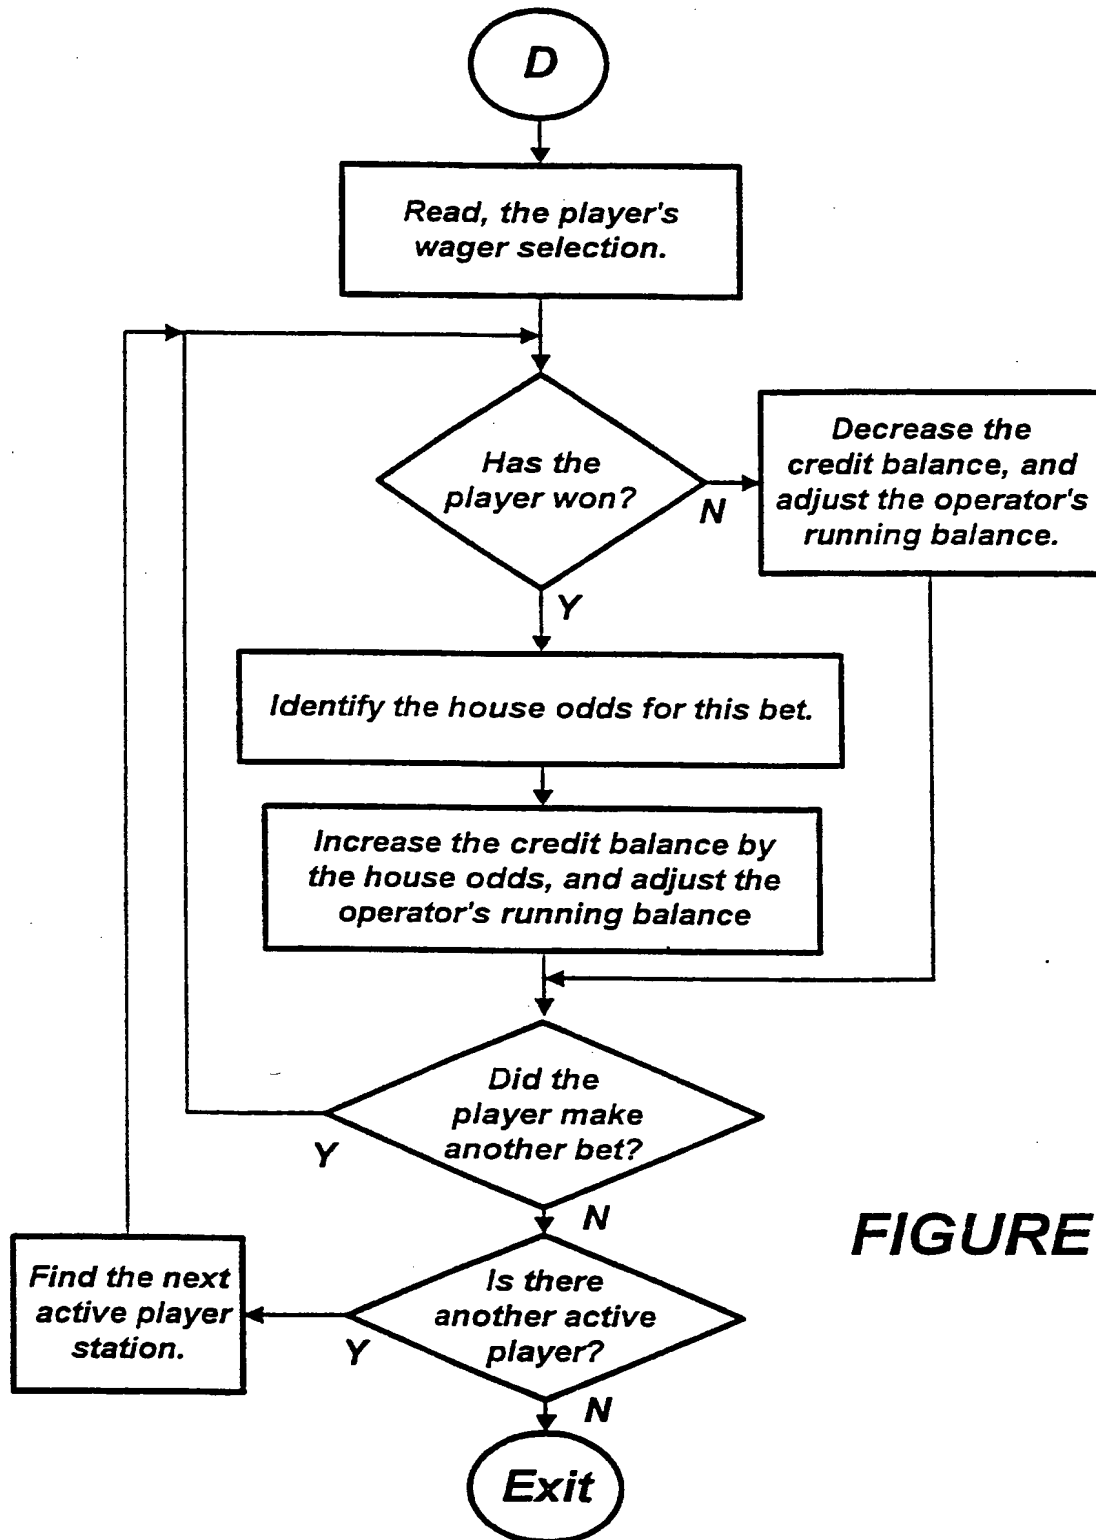 D
Read, the player's
wager selection.
Has the
player won?
N
Decrease the
credit balance, and
adjust the operator's
running balance.
Y
Identify the house odds for this bet.
Increase the credit balance by
the house odds, and adjust the
operator's running balance
Did the
player make
another bet?
Y
N
FIGURE
Find the next
active player
station.
Is there
another active
player?
Y
N
Exit